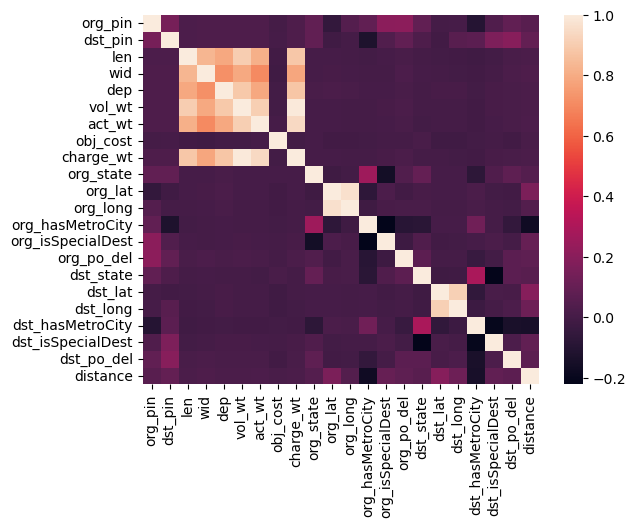 org_pin
dst_pin
len
wid
dep
vol_wt
act_wt
obj_cost
charge_wt
org_state
org_lat
org_long
org_hasMetroCity
org_isSpecialDest
org_po_del
dst_state
dst_lat
dst_long
dst_hasMetroCity
dst_isSpecialDest
dst_po_del
distance
org_pin
dst_pin
len
wid
dep
vol_wt
act_wt
obj_cost
charge_wt
org_state
org_lat
org_long
org_hasMetroCity
org_isSpecialDest
org_po_del
dst_state
dst_lat
dst_long
dst_hasMetroCity
dst_isSpecialDest
dst_po_del
distance
1.0
0.8
0.6
0.4
0.2
0.0
−0.2